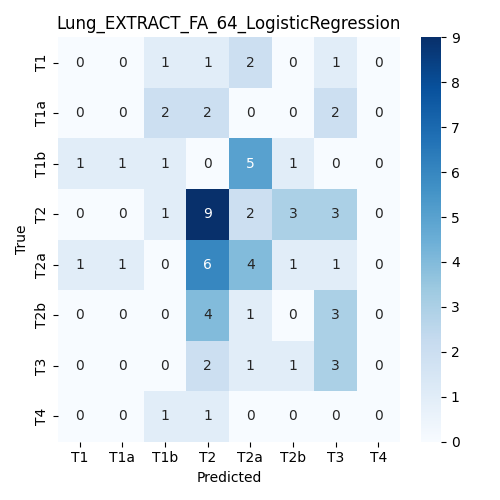 Lung_EXTRACT_FA_64_LogisticRegression
True
T1 0 0 1 1 2 0 1 0
T1a 0 0 2 2 0 0 2 0
T1b 1 1 1 0 5 1 0 0
T2 0 0 1 9 2 3 3 0
T2a 1 1 0 6 4 1 1 0
T2b 0 0 0 4 1 0 3 0
T3 0 0 0 2 1 1 3 0
T4 0 0 1 1 0 0 0 0
T1 T1a T1b T2 T2a T2b T3 T4
Predicted
9
8
7
6
5
4
3
2
1
0